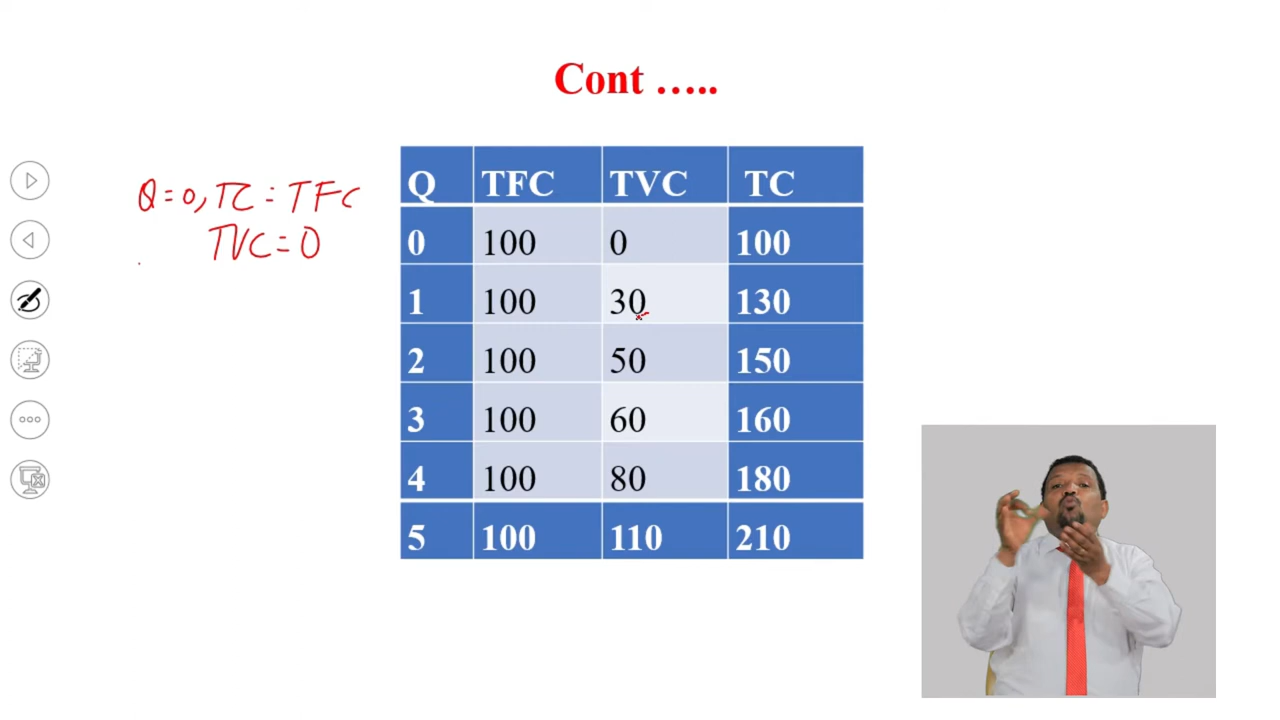 Cont …..
Q = 0, TC = TFC
TVC = 0
Q TFC TVC TC
0 100 0 100
1 100 30 130
2 100 50 150
3 100 60 160
4 100 80 180
5 100 110 210